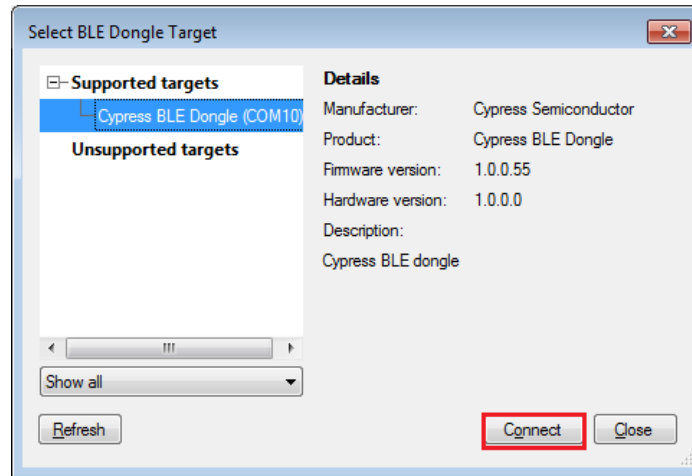 Select BLE Dongle Target
Supported targets
Cypress BLE Dongle (COM10)
Unsupported targets
Show all
Refresh
Details
Manufacturer: Cypress Semiconductor
Product: Cypress BLE Dongle
Firmware version: 1.0.0.55
Hardware version: 1.0.0.0
Description:
Cypress BLE dongle
Connect
Close